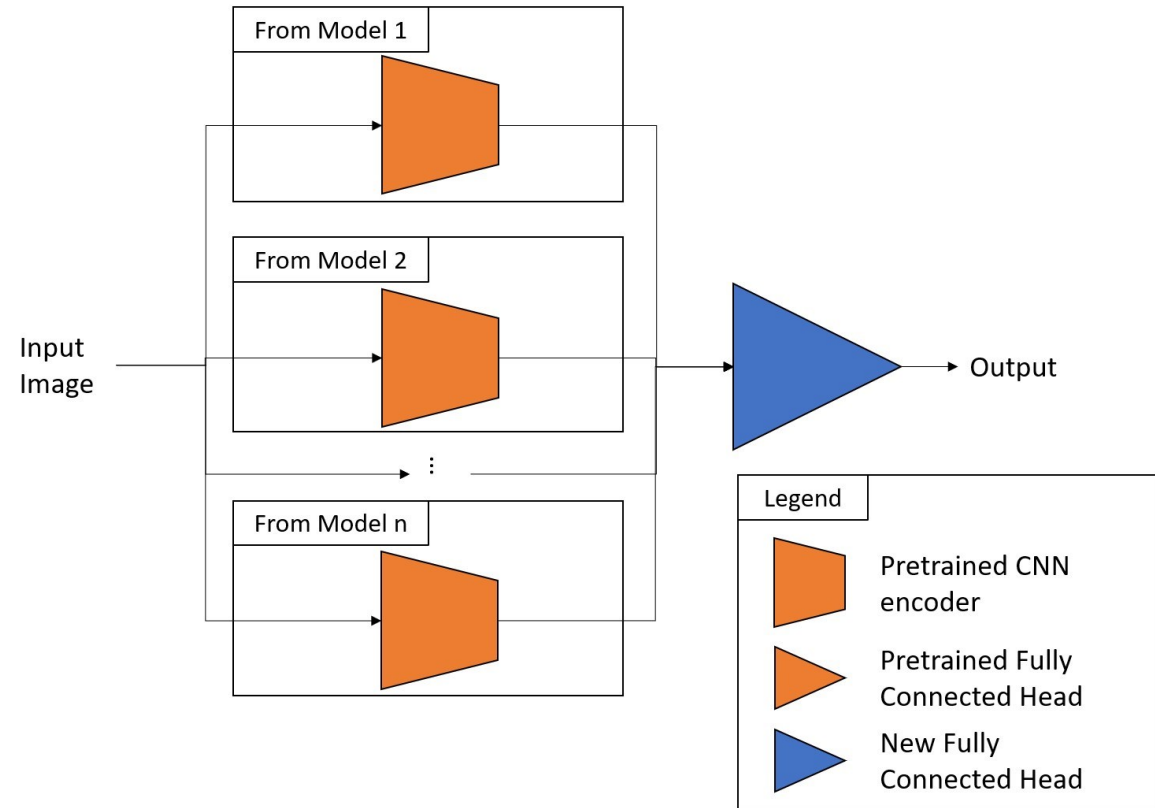 From Model 1
From Model 2
Input
Image
Output
⋮
From Model n
Legend
Pretrained CNN
encoder
Pretrained Fully
Connected Head
New Fully
Connected Head